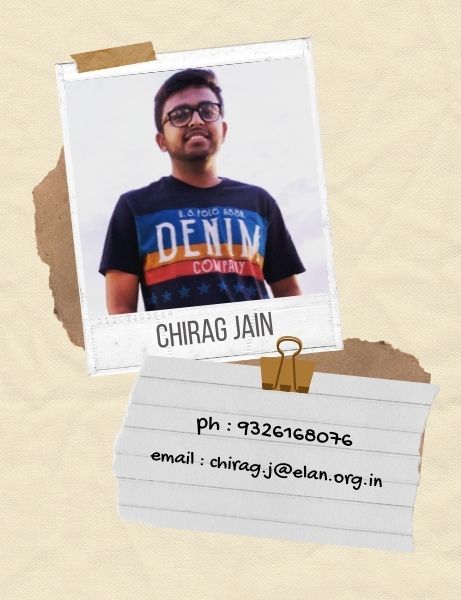 U.S. POLO ASSN.
DENIM
COMPANY
CHIRAG JAIN
ph : 9326168076
email : chirag.j@elan.org.in